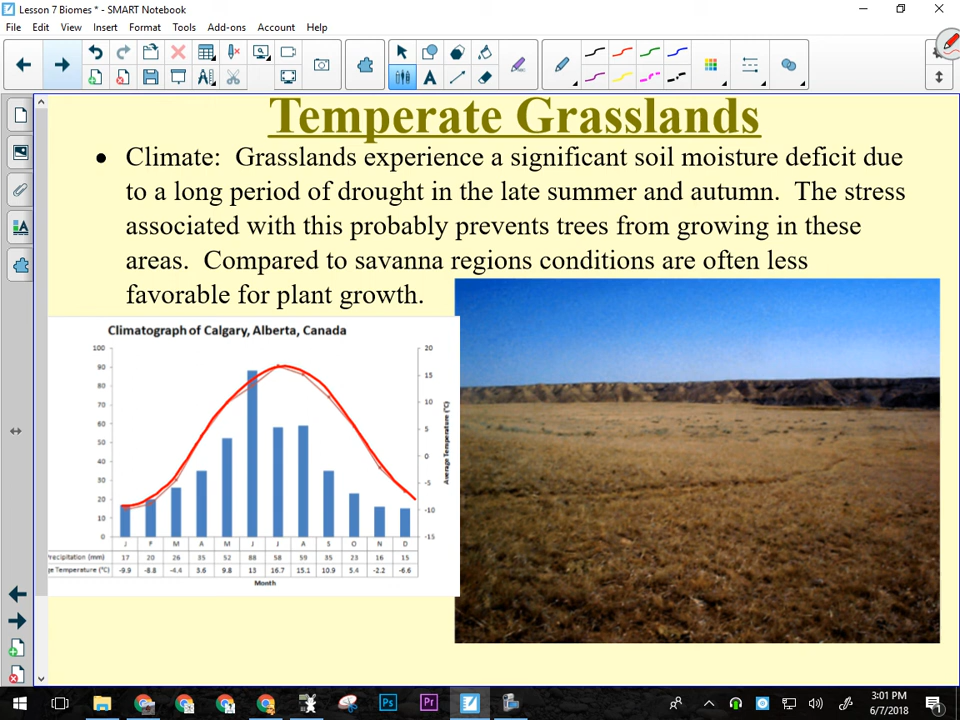 Lesson 7 Biomes * - SMART Notebook
File Edit View Insert Format Tools Add-ons Account Help
Temperate Grasslands
• Climate: Grasslands experience a significant soil moisture deficit due
to a long period of drought in the late summer and autumn. The stress
associated with this probably prevents trees from growing in these
areas. Compared to savanna regions conditions are often less
favorable for plant growth.
Climatograph of Calgary, Alberta, Canada
100 20
90
80 15
70 10
60 5
50
40 0
30 -5
20
10 -10
0 -15
Average Temperature (°C)
J F M A M J J A S O N D
Precipitation (mm) 17 20 26 35 52 88 58 59 35 23 16 15
ge Temperature (°C) -9.9 -8.8 -4.4 3.6 9.8 13 16.7 15.1 10.9 5.4 -2.2 -6.6
Month
Ps Pr
3:01 PM
6/7/2018
1